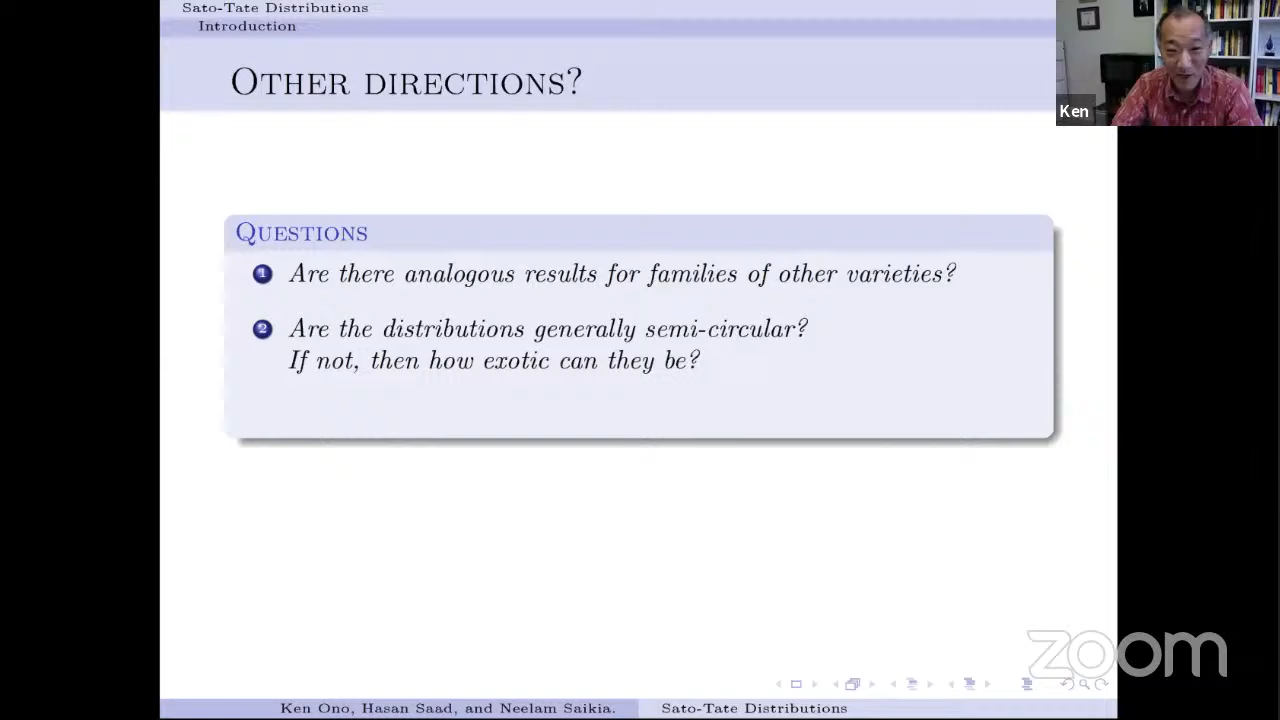 Sato-Tate Distributions
Introduction
Other directions?
Ken
Questions
1 Are there analogous results for families of other varieties?
2 Are the distributions generally semi-circular?
If not, then how exotic can they be?
zoom
Ken Ono, Hasan Saad, and Neelam Saikia. Sato-Tate Distributions